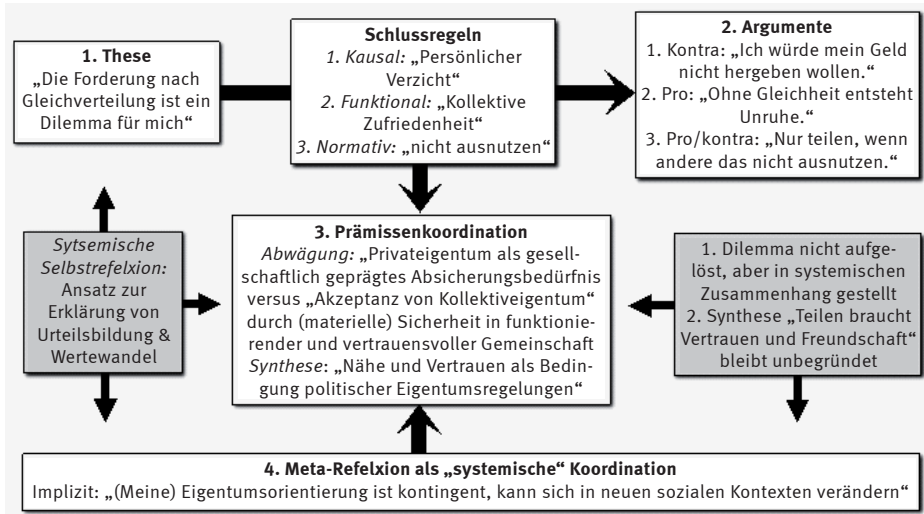 1. These
„Die Forderung nach
Gleichverteilung ist ein
Dilemma für mich“
Schlussregeln
1. Kausal: „Persönlicher
Verzicht“
2. Funktional: „Kollektive
Zufriedenheit“
3. Normativ: „nicht ausnutzen“
2. Argumente
1. Kontra: „Ich würde mein Geld
nicht hergeben wollen.“
2. Pro: „Ohne Gleichheit entsteht
Unruhe.“
3. Pro/kontra: „Nur teilen, wenn
andere das nicht ausnutzen.“
Sytsemische
Selbstrefelxion:
Ansatz zur
Erklärung von
Urteilsbildung &
Wertewandel
3. Prämissenkoordination
Abwägung: „Privateigentum als gesell-
schaftlich geprägtes Absicherungsbedürfnis
versus „Akzeptanz von Kollektiveigentum“
durch (materielle) Sicherheit in funktionie-
render und vertrauensvoller Gemeinschaft
Synthese: „Nähe und Vertrauen als Bedin-
gung politischer Eigentumsregelungen“
1. Dilemma nicht aufge-
löst, aber in systemischen
Zusammenhang gestellt
2. Synthese „Teilen braucht
Vertrauen und Freundschaft“
bleibt unbegründet
4. Meta-Refelxion als „systemische“ Koordination
Implizit: „(Meine) Eigentumsorientierung ist kontingent, kann sich in neuen sozialen Kontexten verändern“